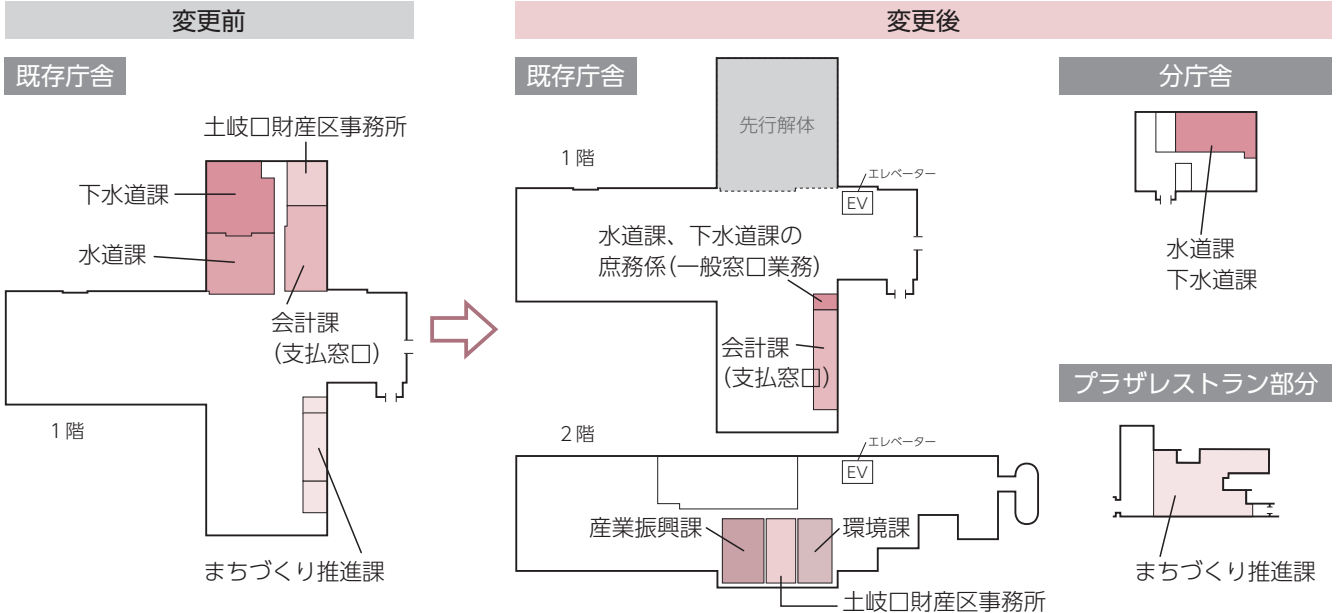 変更前
既存庁舎
土岐口財産区事務所
下水道課
水道課
会計課
(支払窓口)
1階
まちづくり推進課
変更後
既存庁舎
先行解体
1階
エレベーター
EV
水道課、下水道課の
庶務係(一般窓口業務)
会計課
(支払窓口)
2階
エレベーター
EV
産業振興課
環境課
土岐口財産区事務所
分庁舎
水道課
下水道課
プラザレストラン部分
まちづくり推進課